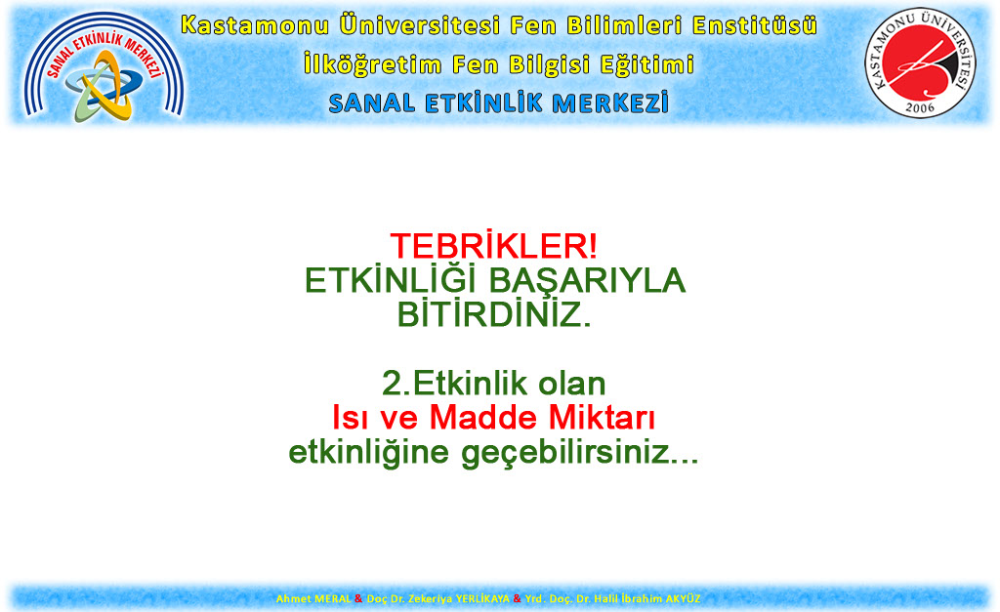 Kastamonu Üniversitesi Fen Bilimleri Enstitüsü
İlköğretim Fen Bilgisi Eğitimi
SANAL ETKİNLİK MERKEZİ
SANAL ETKİNLİK MERKEZİ
KASTAMONU ÜNİVERSİTESİ
2006
TEBRİKLER!
ETKİNLİĞİ BAŞARIYLA
BİTİRDİNİZ.
2.Etkinlik olan
Isı ve Madde Miktarı
etkinliğine geçebilirsiniz...
Ahmet MERAL & Doç Dr. Zekeriya YERLİKAYA & Yrd. Doç. Dr. Halil İbrahim AKYÜZ